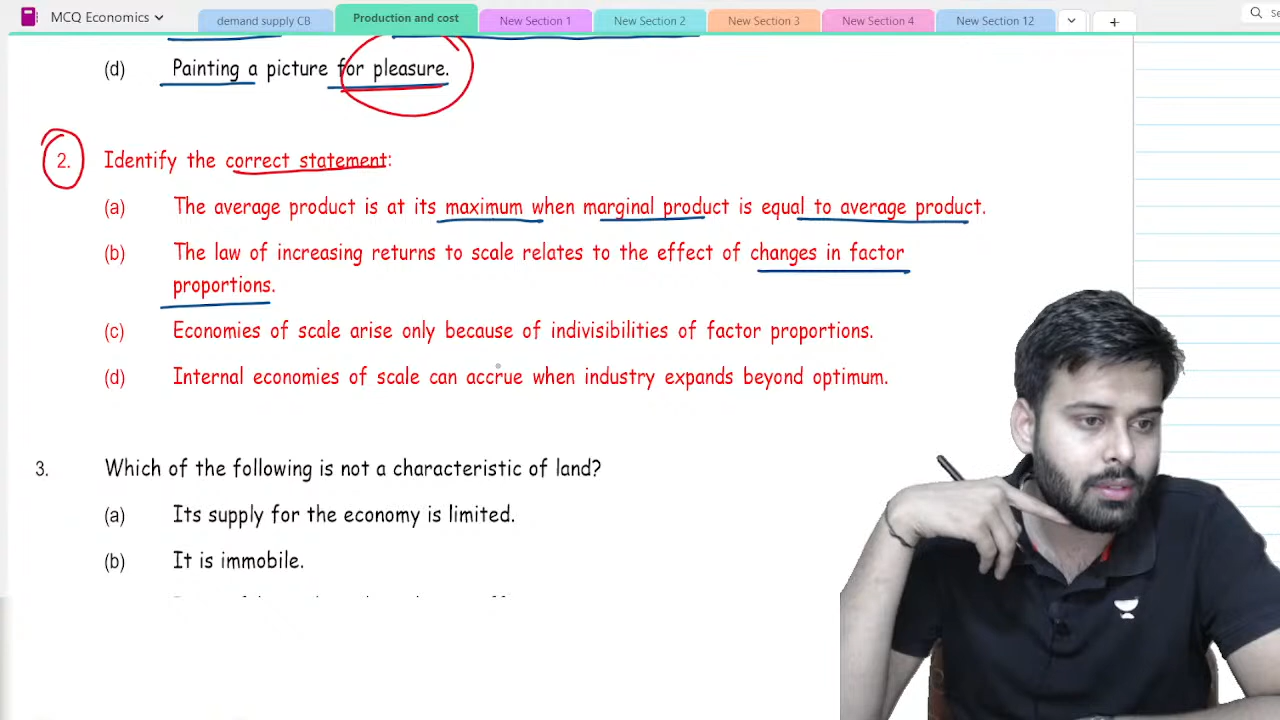 MCQ Economics
demand supply CB
Production and cost
New Section 1
New Section 2
New Section 3
New Section 4
New Section 12
(d) Painting a picture for pleasure.
2. Identify the correct statement:
(a) The average product is at its maximum when marginal product is equal to average product.
(b) The law of increasing returns to scale relates to the effect of changes in factor
proportions.
(c) Economies of scale arise only because of indivisibilities of factor proportions.
(d) Internal economies of scale can accrue when industry expands beyond optimum.
3. Which of the following is not a characteristic of land?
(a) Its supply for the economy is limited.
(b) It is immobile.